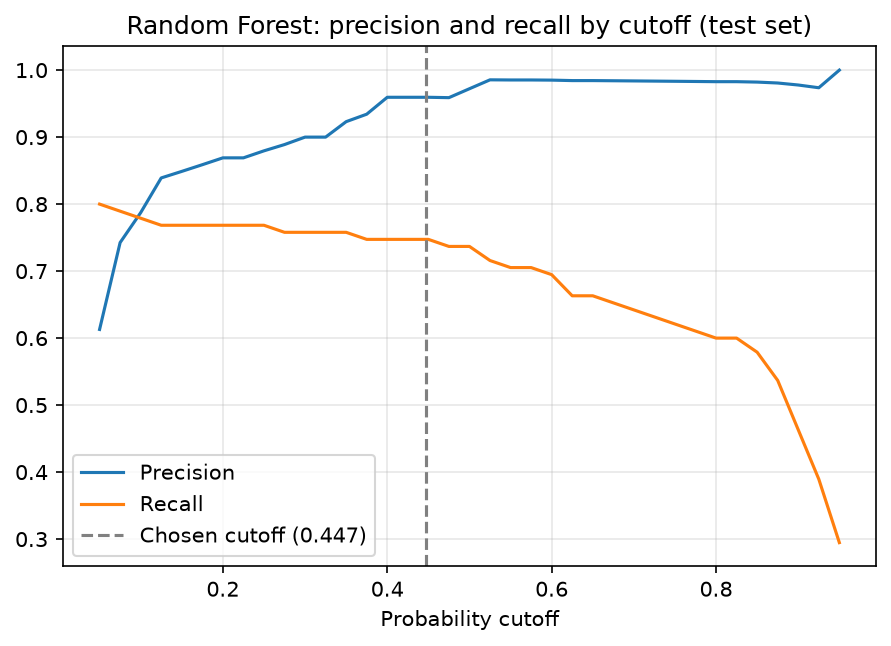 Random Forest: precision and recall by cutoff (test set)
1.0
0.9
0.8
0.7
0.6
0.5
0.4
0.3
Precision
Recall
Chosen cutoff (0.447)
0.2 0.4 0.6 0.8
Probability cutoff